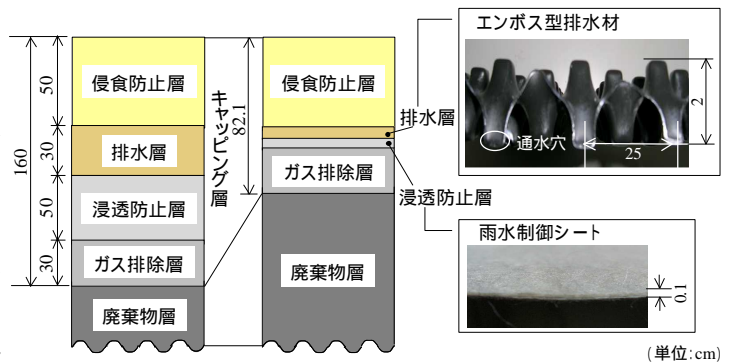 160
50
30
50
30
侵食防止層
排水層
浸透防止層
ガス排除層
廃棄物層
キャッピング層
82.1
侵食防止層
ガス排除層
廃棄物層
排水層
浸透防止層
エンボス型排水材
通水穴
25
2
雨水制御シート
0.1
(単位:cm)